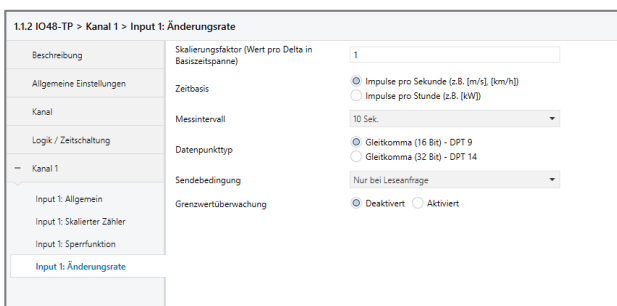 1.1.2 IO48-TP > Kanal 1 > Input 1: Änderungsrate
Beschreibung
Allgemeine Einstellungen
Kanal
Logik / Zeitschaltung
Kanal 1
Input 1: Allgemein
Input 1: Skalierter Zähler
Input 1: Sperrfunktion
Input 1: Änderungsrate
Skalierungsfaktor (Wert pro Delta in
Basiszeitspanne)
1
Zeitbasis
Impulse pro Sekunde (z.B. [m/s], [km/h])
Impulse pro Stunde (z.B. [kW])
Messintervall
10 Sek.
Datenpunkttyp
Gleitkomma (16 Bit) - DPT 9
Gleitkomma (32 Bit) - DPT 14
Sendebedingung
Nur bei Leseanfrage
Grenzwertüberwachung
Deaktivert Aktiviert